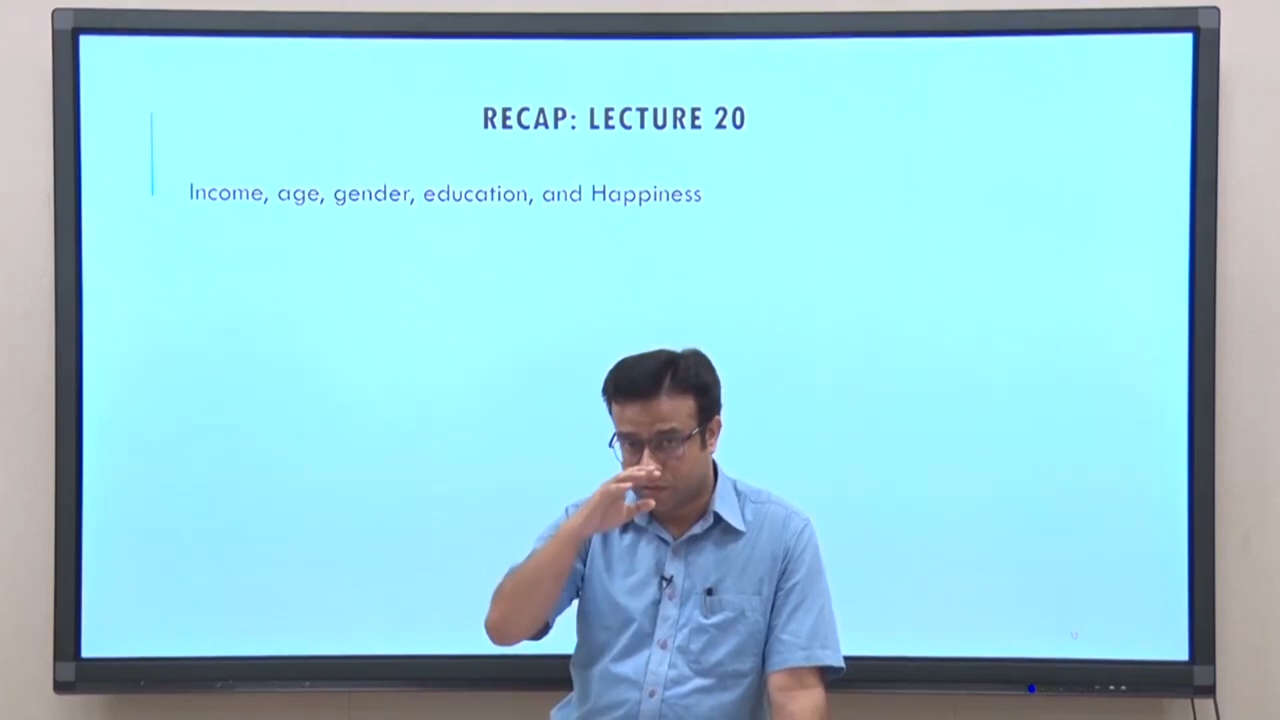 RECAP: LECTURE 20
Income, age, gender, education, and Happiness